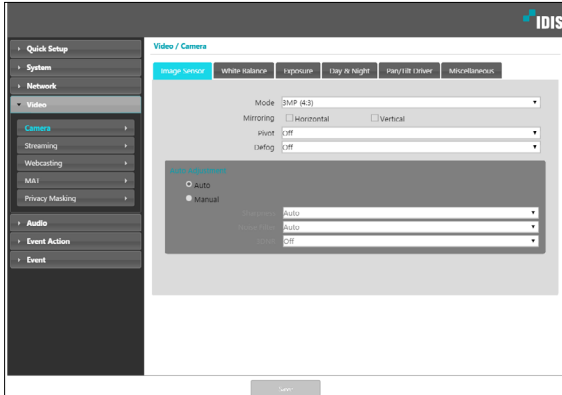 IDIS
Quick Setup
System
Network
Video
Camera
Streaming
Webcasting
MAT
Privacy Masking
Audio
Event Action
Event
Video / Camera
Image Sensor White Balance Exposure Day & Night Pan/Tilt Driver Miscellaneous
Mode 3MP (4:3)
Mirroring Horizontal Vertical
Pivot Off
Defog Off
Auto Adjustment
Auto
Manual
Auto
Noise Filter Auto
Off
Save